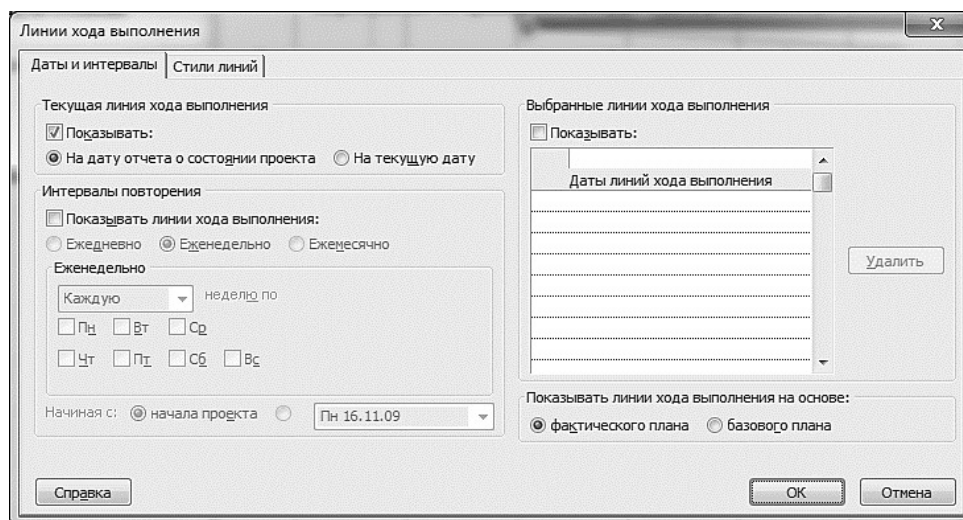 Линии хода выполнения
Даты и интервалы
Стили линий
Текущая линия хода выполнения
Показывать:
На дату отчета о состоянии проекта
На текущую дату
Интервалы повторения
Показывать линии хода выполнения:
Ежедневно
Еженедельно
Ежемесячно
Еженедельно
Каждую
неделю по
Пн
Вт
Ср
Чт
Пт
Сб
Вс
Начиная с:
начала проекта
Пн 16.11.09
Выбранные линии хода выполнения
Показывать:
Даты линий хода выполнения
Удалить
Показывать линии хода выполнения на основе:
фактического плана
базового плана
Справка
ОК
Отмена